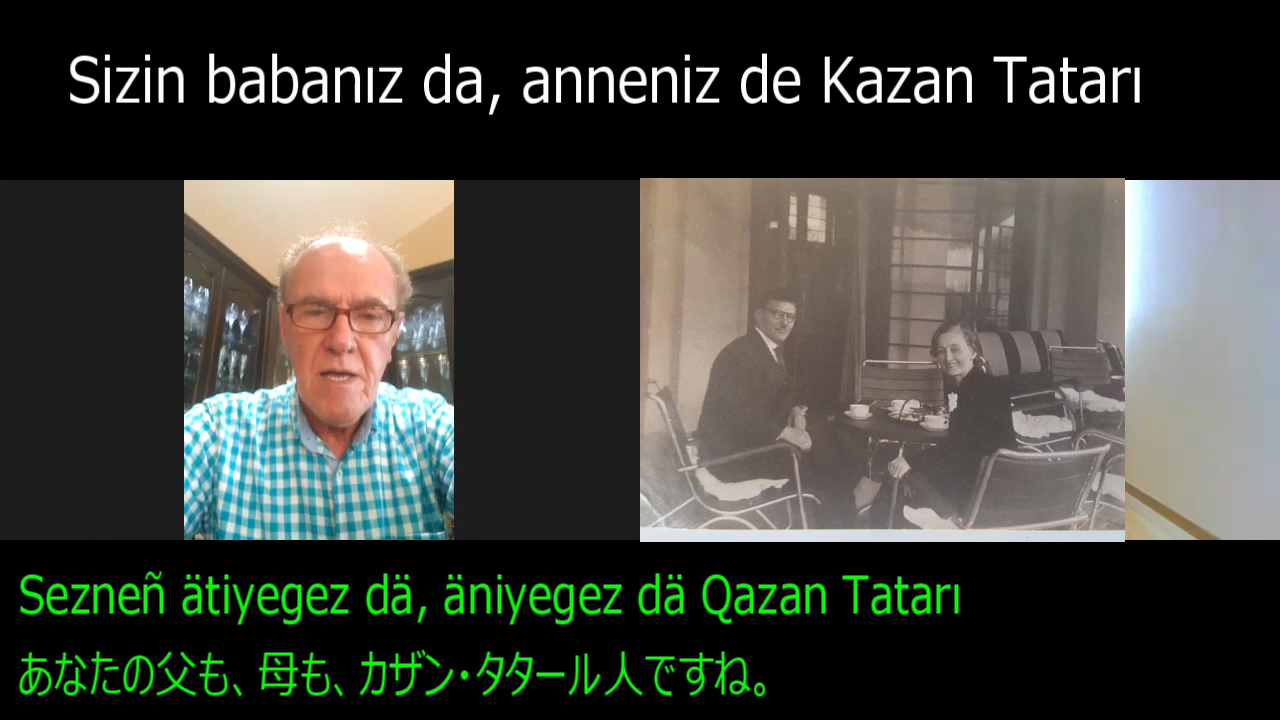 Sizin babanız da, anneniz de Kazan Tatarı
Sezneñ ätiyegez dä, äniyegez dä Qazan Tatarı
あなたの父も、母も、カザン・タタール人ですね。